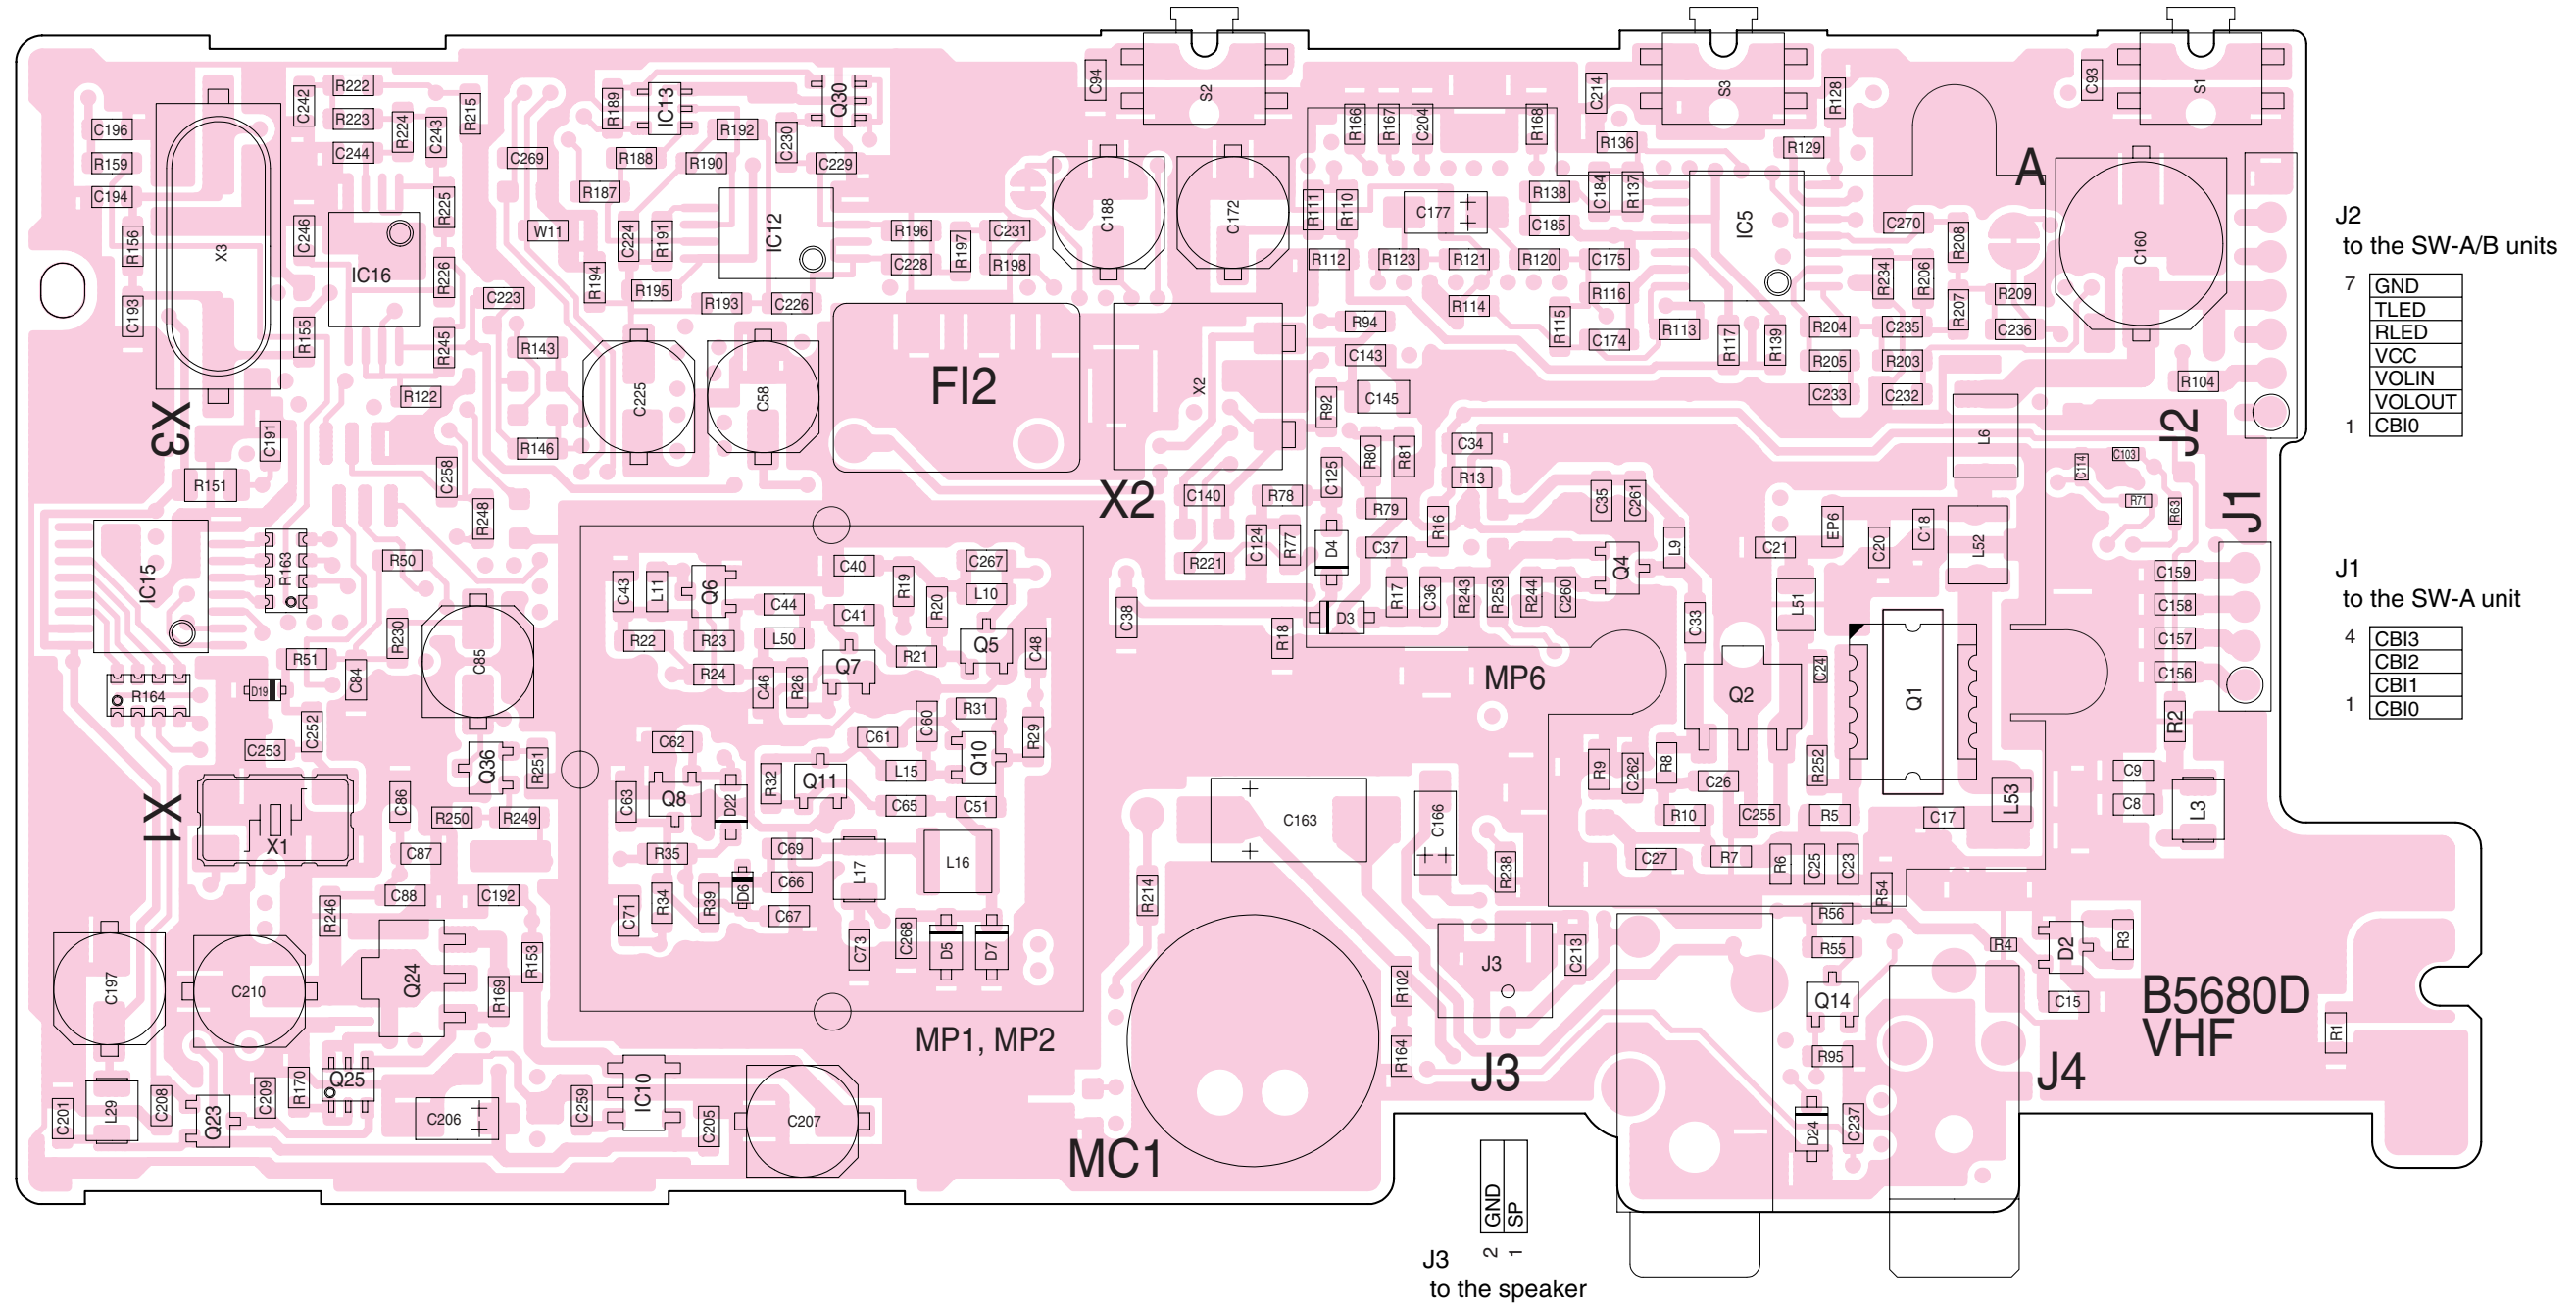 S2
S3
S1
C94
C214
R128
C93
C196
R159
C194
R156
C193
X3
X3
C242
R222
R223
C244
R224
C243
R215
C246
IC16
R225
R226
R245
R155
R122
C191
R151
C269
R189
IC13
R188
R187
R192
R190
C230
Q30
C229
W11
C224
R191
IC12
R194
R195
R193
C226
R196
C228
R197
C231
R198
C223
R143
R146
C225
C58
FI2
C188
C172
X2
X2
R166
R167
C204
R168
R136
R129
R111
R110
C177
R138
C185
C184
R137
IC5
R112
R123
R121
R120
C175
R116
R114
R115
C174
R113
R117
R139
R94
C143
R92
C145
C270
R208
R234
R206
R207
R209
C236
R204
C235
R205
R203
C233
C232
A
C160
R104
J2
L6
C114
C103
R71
R63
J1
C258
R248
IC15
R163
R50
R230
R51
C84
C85
D19
R164
C252
C253
X1
X1
C86
Q36
R251
R250
R249
C87
C88
C192
R246
C43
L11
Q6
C44
C40
C41
R19
R20
C267
L10
R22
R23
R24
L50
Q7
R21
Q5
C48
C46
R26
C62
C61
C60
R31
R29
C63
Q8
D22
R32
Q11
L15
Q10
C65
C51
R35
C69
C66
C67
D6
L17
L16
C71
R34
R39
C73
C268
D5
D7
MP1, MP2
C140
R78
C125
R80
R81
C34
R13
R79
C37
R16
C124
R77
D4
R221
C38
R18
D3
R17
C36
R243
R253
R244
C260
Q4
C35
C261
L9
C21
EP6
C20
C18
L52
L51
C33
C24
Q2
Q1
MP6
R9
C262
R8
C26
R252
R10
C255
R5
C17
L53
C27
R7
R6
C25
C23
R54
C159
C158
C157
C156
R2
C9
C8
L3
C163
C166
R238
R214
J3
C213
R102
R164
J3
MC1
R56
R55
Q14
R95
D24
C237
R4
D2
R3
C15
J4
B5680D
VHF
R1
C197
C210
Q24
R153
R169
C201
L29
C208
Q23
C209
R170
Q25
C206
C259
IC10
C205
C207
J2
to the SW-A/B units
7 GND
TLED
RLED
VCC
VOLIN
VOLOUT
1 CBI0
J1
to the SW-A unit
4 CBI3
CBI2
CBI1
1 CBI0
2 GND
1 SP
J3
to the speaker